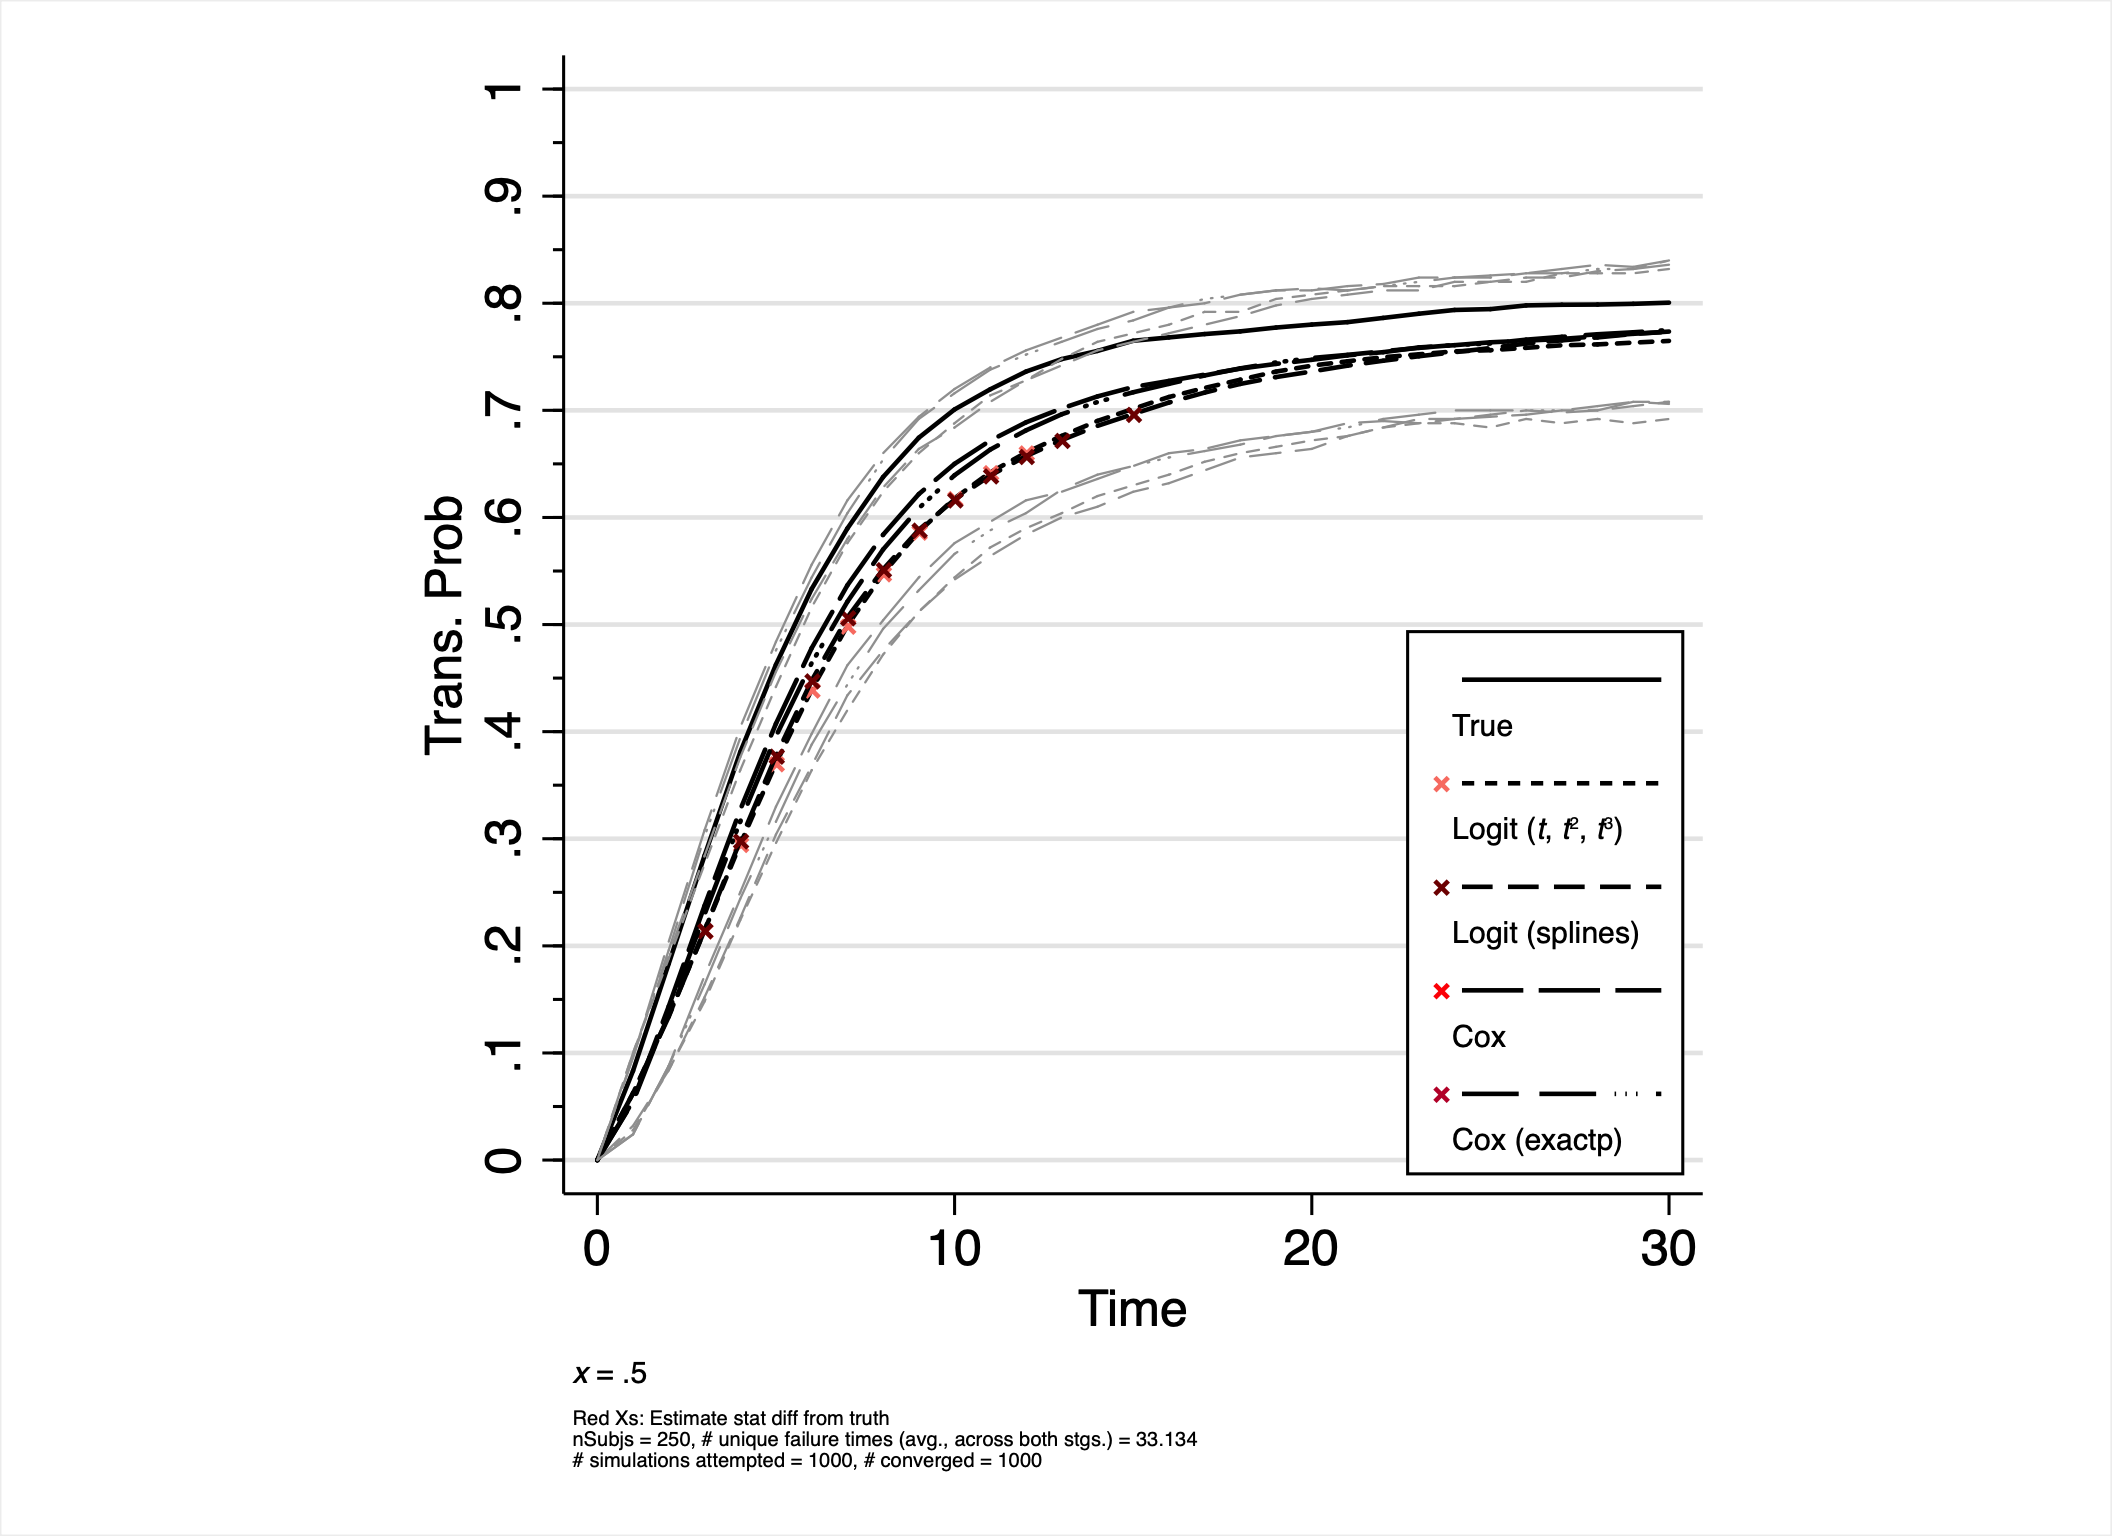 1
.9
.8
.7
.6
.5
.4
.3
.2
.1
0
Trans. Prob
True
Logit (t, t², t³)
Logit (splines)
Cox
Cox (exactp)
0 10 20 30
Time
x = .5
Red Xs: Estimate stat diff from truth
nSubjs = 250, # unique failure times (avg., across both stgs.) = 33.134
# simulations attempted = 1000, # converged = 1000